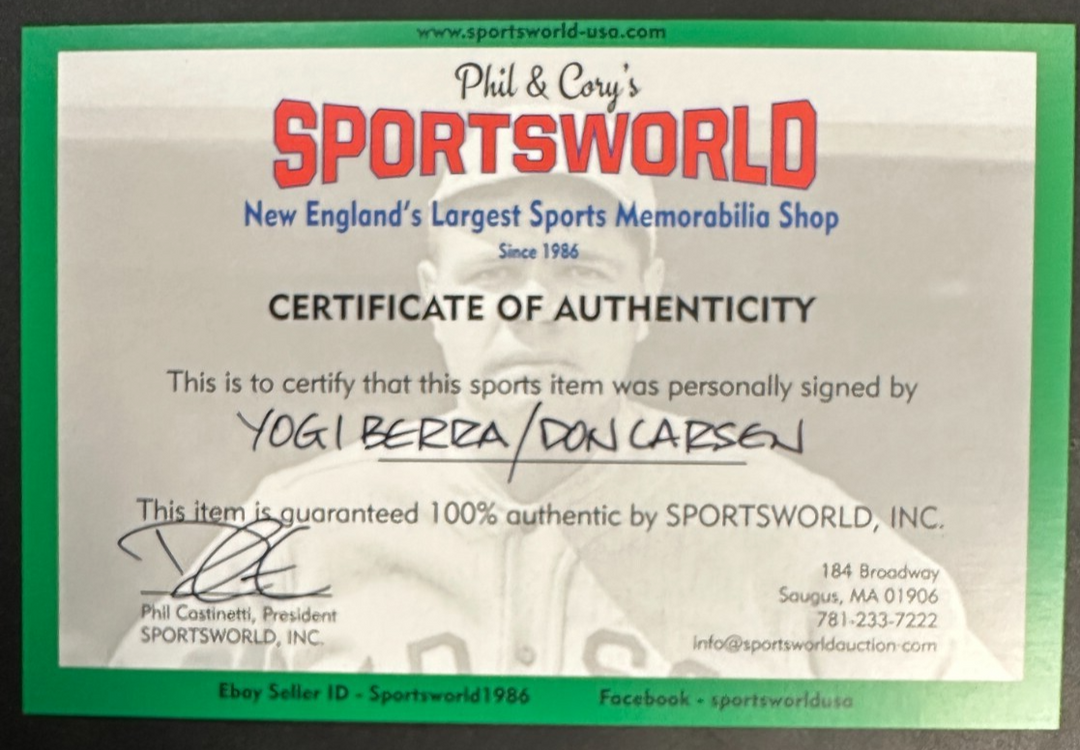 www.sportsworld-usa.com
Phil & Cory's
SPORTSWORLD
New England's Largest Sports Memorabilia Shop
Since 1986
CERTIFICATE OF AUTHENTICITY
This is to certify that this sports item was personally signed by
YOGI BERRA/DON CARSEN
This item is guaranteed 100% authentic by SPORTSWORLD, INC.
Phil Castinetti, President
SPORTSWORLD, INC.
184 Broadway
Saugus, MA 01906
781-233-7222
info@sportsworldauction.com
Ebay Seller ID - Sportsworld1986
Facebook - sportsworldusa